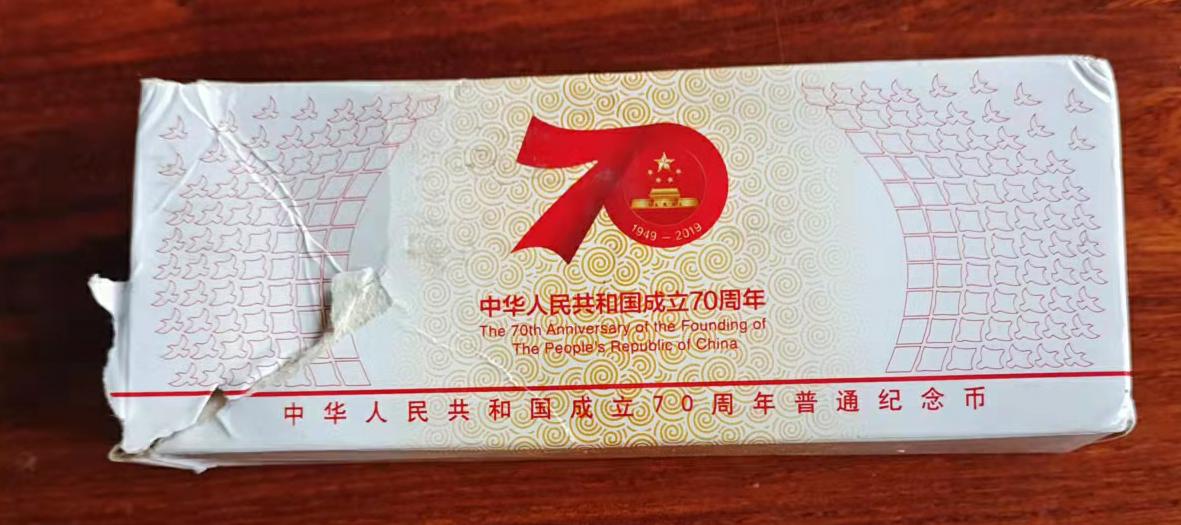 70
1949 — 2019
中华人民共和国成立70周年
The 70th Anniversary of the Founding of
The People's Republic of China
中华人民共和国成立70周年普通纪念币